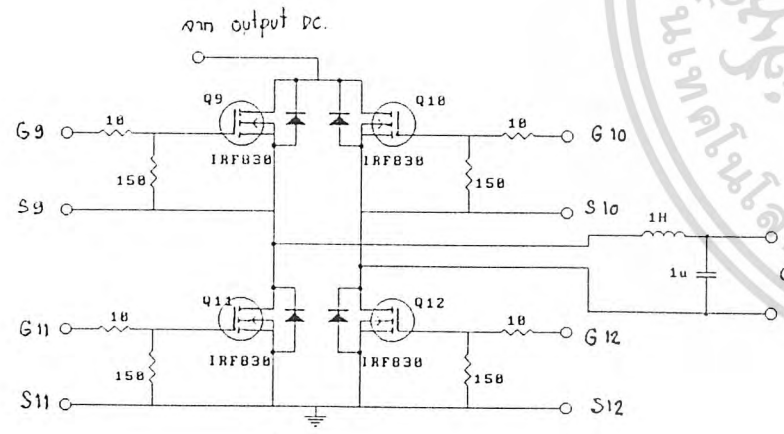 จาก output DC.
Q9
Q10
G9
10
10
G10
IRF830
IRF830
150
150
S9
S10
1H
1u
Q11
Q12
G11
10
10
G12
IRF830
IRF830
150
150
S11
S12